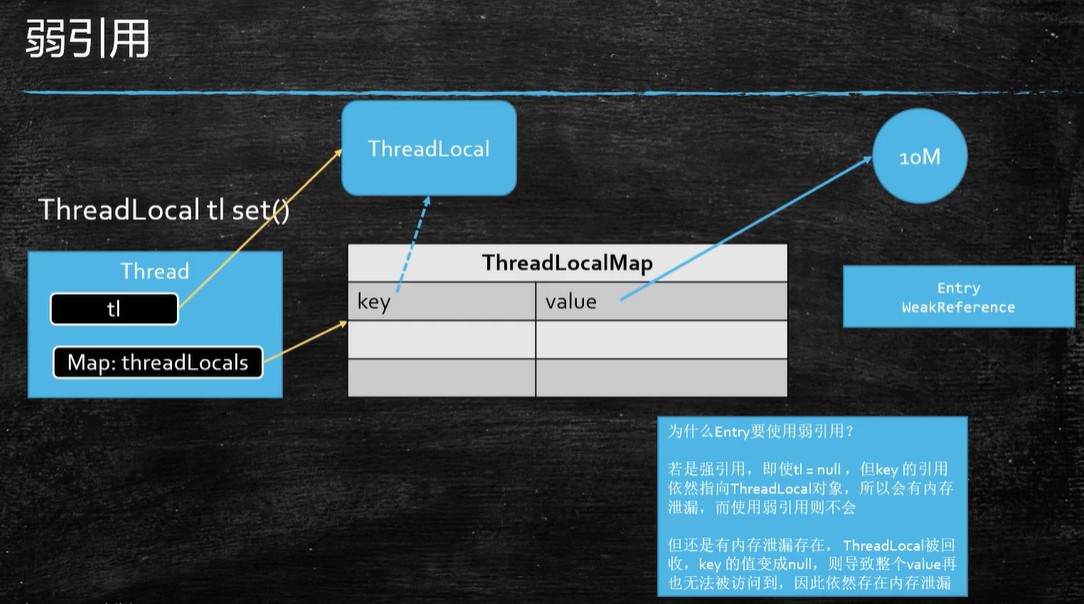 弱引用
ThreadLocal
10M
ThreadLocal tl set()
Thread
tl
Map: threadLocals
ThreadLocalMap
key
value
Entry
WeakReference
为什么Entry要使用弱引用？
若是强引用，即使tl = null ，但key 的引用
依然指向ThreadLocal对象，所以会有内存
泄漏，而使用弱引用则不会
但还是有内存泄漏存在， ThreadLocal被回
收，key 的值变成null，则导致整个value再
也无法被访问到，因此依然存在内存泄漏